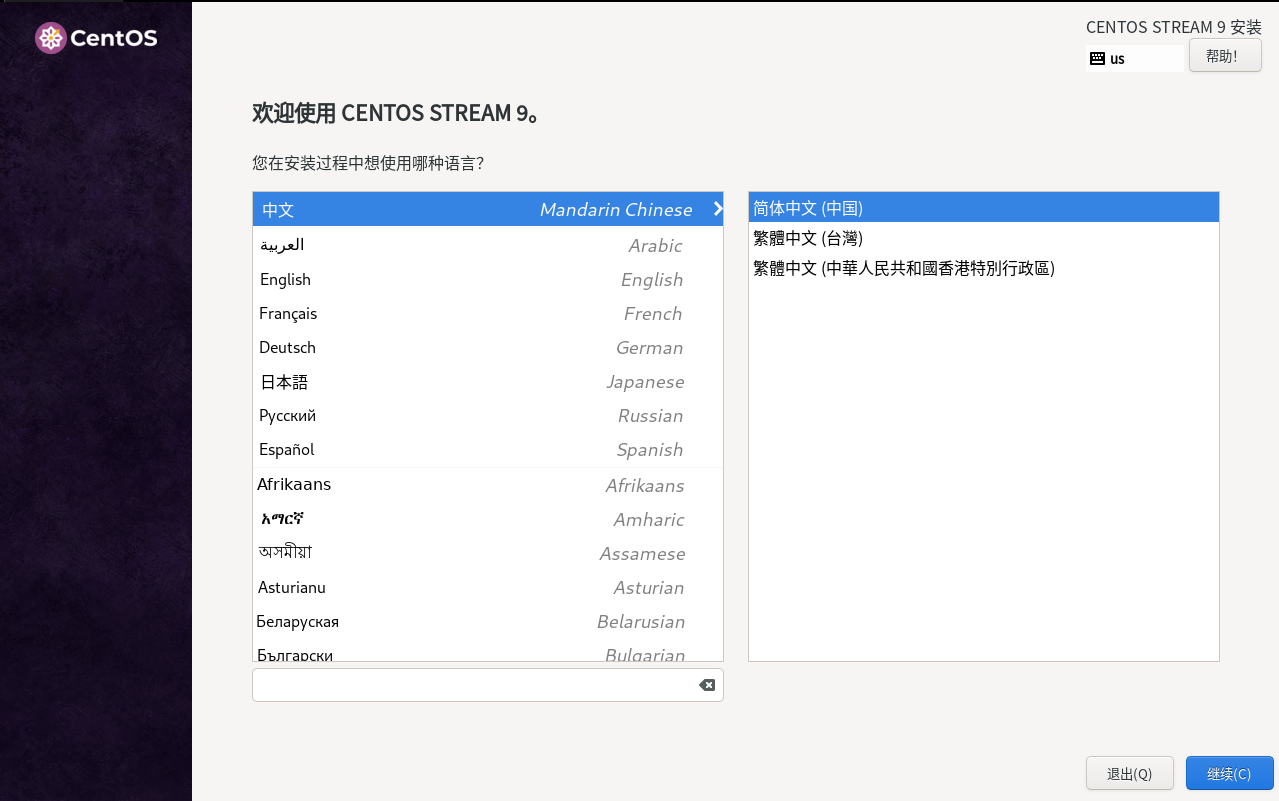 CentOS
CENTOS STREAM 9 安装
us
帮助!
欢迎使用 CENTOS STREAM 9。
您在安装过程中想使用哪种语言?
中文 Mandarin Chinese
العربية Arabic
English English
Français French
Deutsch German
日本語 Japanese
Русский Russian
Español Spanish
Afrikaans Afrikaans
አማርኛ Amharic
অসমীয়া Assamese
Asturianu Asturian
Беларуская Belarusian
Български Bulgarian
简体中文 (中国)
繁體中文 (台灣)
繁體中文 (中華人民共和國香港特別行政區)
退出(Q)
继续(C)